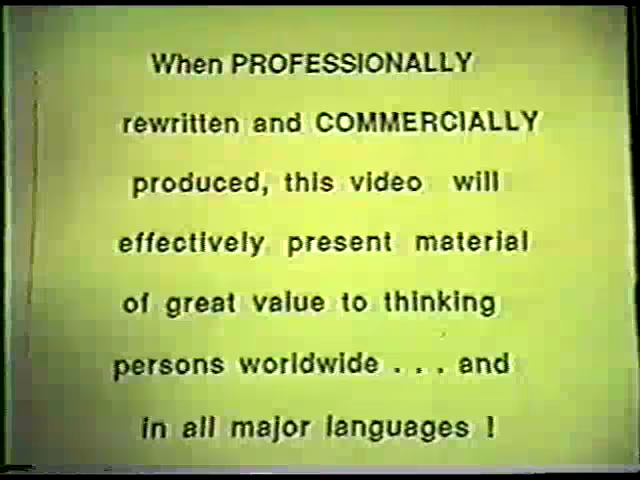 When PROFESSIONALLY
rewritten and COMMERCIALLY
produced, this video will
effectively present material
of great value to thinking
persons worldwide . . . and
in all major languages !